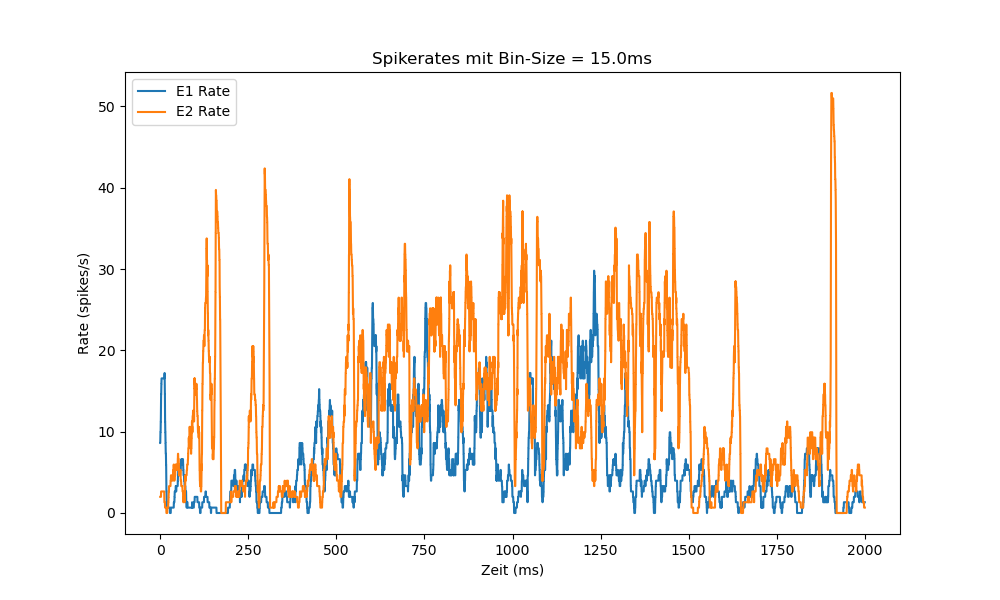 Spikerates mit Bin-Size = 15.0ms
E1 Rate
E2 Rate
Rate (spikes/s)
50
40
30
20
10
0
0 250 500 750 1000 1250 1500 1750 2000
Zeit (ms)